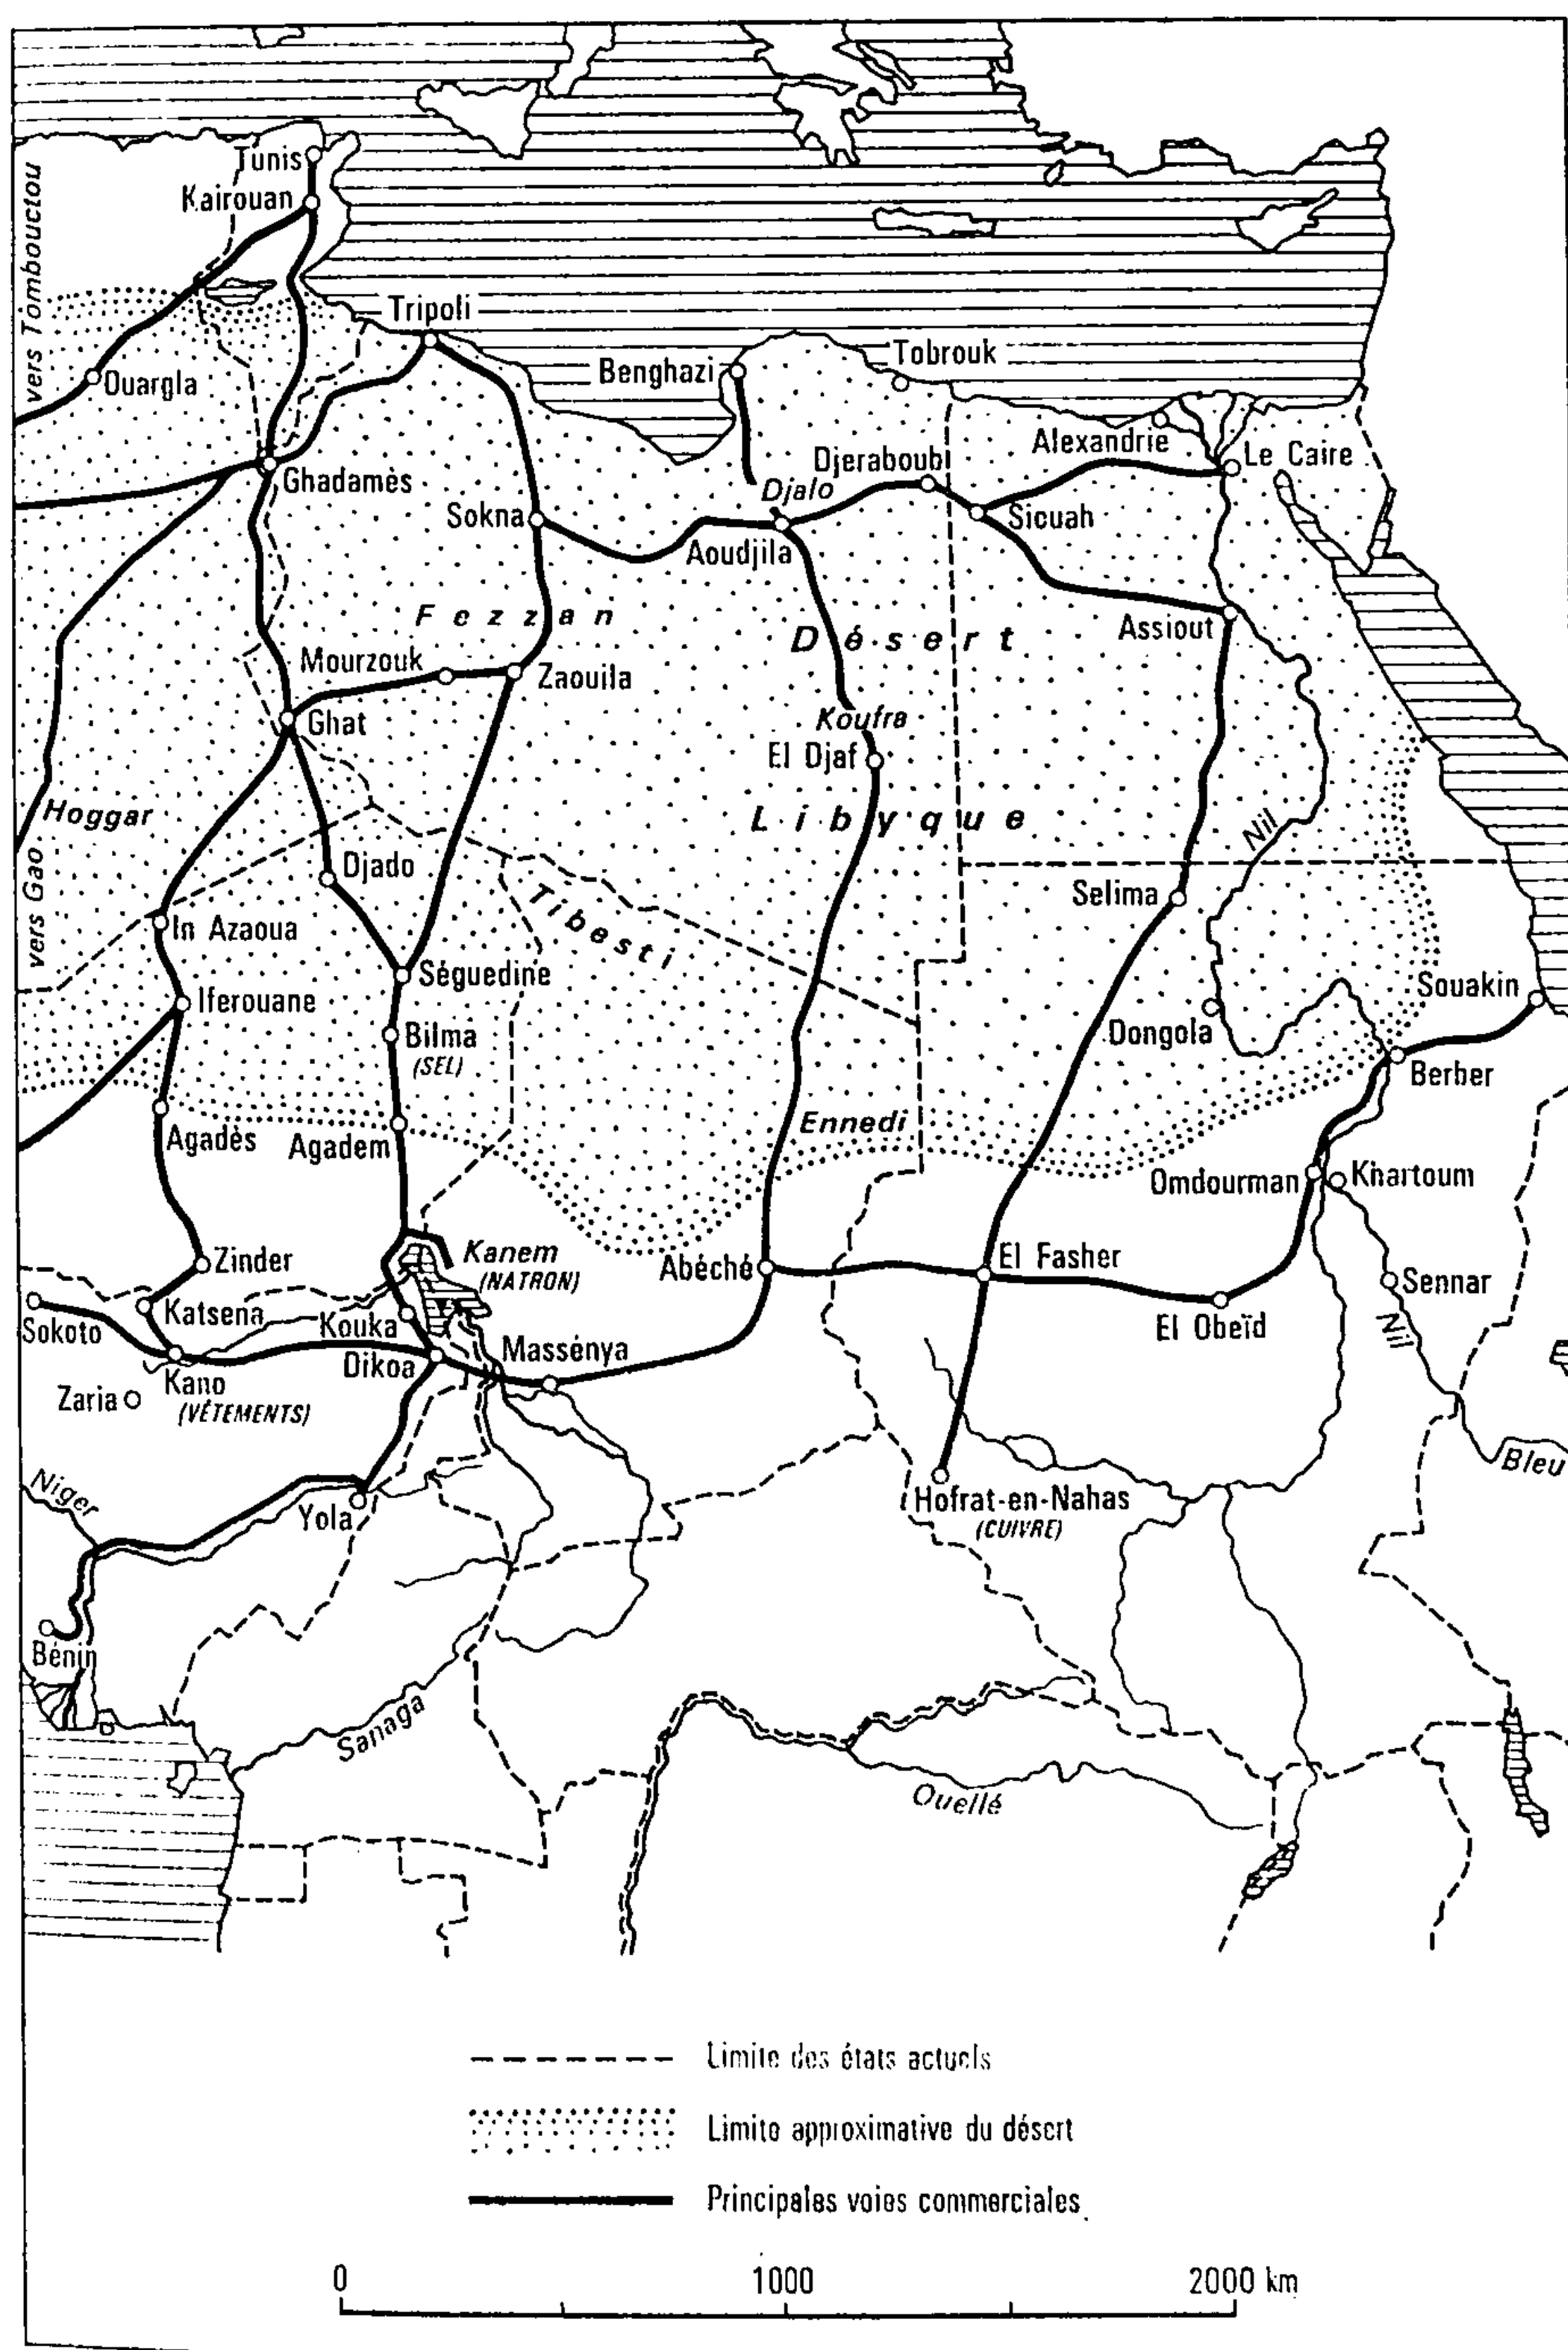 Tunis
Kairouan
vers Tombouctou
Tripoli
Ouargla
Benghazi
Tobrouk
Alexandrie
Le Caire
Djeraboub
Ghadamès
Djalo
Sokna
Siouah
Aoudjila
Fezzan
Désert
Assiout
Mourzouk
Zaouila
Ghat
Koufra
El Djaf
Hoggar
Libyque
Nil
Djado
vers Gao
Selima
In Azaoua
Tibesti
Séguedine
Souakin
Iferouane
Bilma
(SEL)
Dongola
Berber
Agadès
Agadem
Ennedi
Omdourman
Khartoum
Zinder
Kanem
(NATRON)
Abéché
El Fasher
Sennar
Sokoto
Katsena
Kouka
El Obeïd
Nil
Dikoa
Massénya
Zaria
Kano
(VÊTEMENTS)
Bleu
Niger
Yola
Hofrat-en-Nahas
(CUIVRE)
Bénin
Sanaga
Ouellé
Limite des états actuels
Limite approximative du désert
Principales voies commerciales
0 1000 2000 km